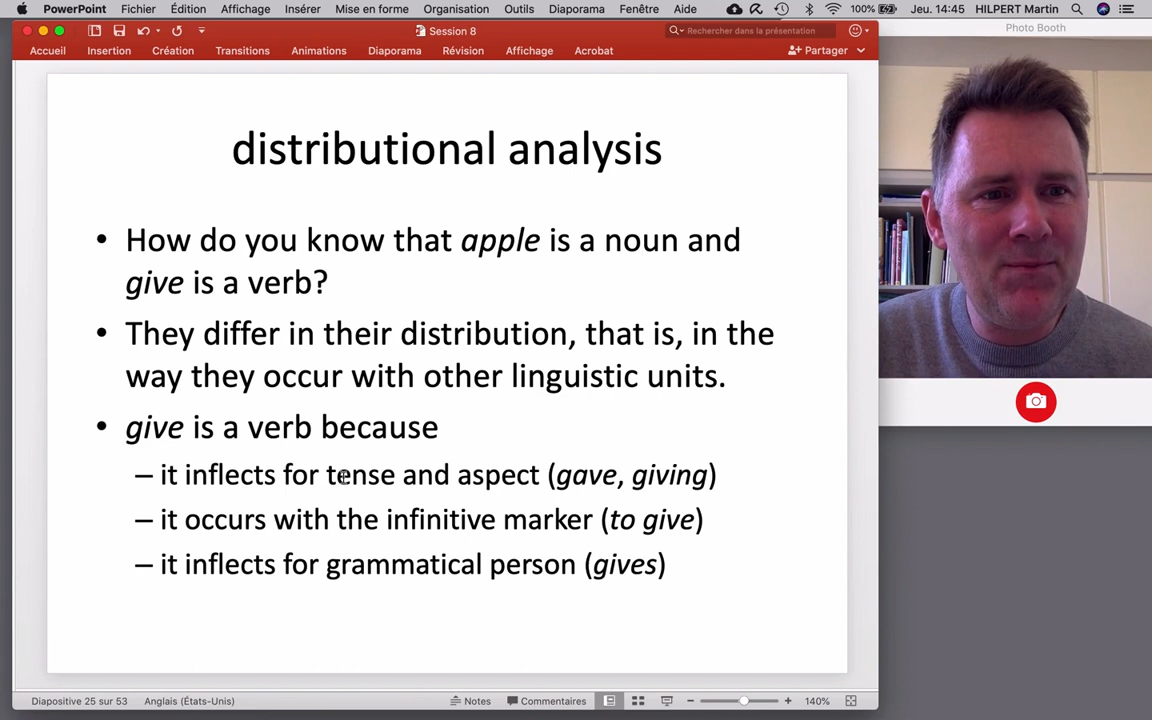 PowerPoint Fichier Édition Affichage Insérer Mise en forme Organisation Outils Diaporama Fenêtre Aide 100% Jeu. 14:45 HILPERT Martin
Session 8
Rechercher dans la présentation
Photo Booth
Accueil Insertion Création Transitions Animations Diaporama Révision Affichage Acrobat Partager
distributional analysis
• How do you know that apple is a noun and
give is a verb?
• They differ in their distribution, that is, in the
way they occur with other linguistic units.
• give is a verb because
– it inflects for tense and aspect (gave, giving)
– it occurs with the infinitive marker (to give)
– it inflects for grammatical person (gives)
Diapositive 25 sur 53 Anglais (États-Unis) Notes Commentaires 140%